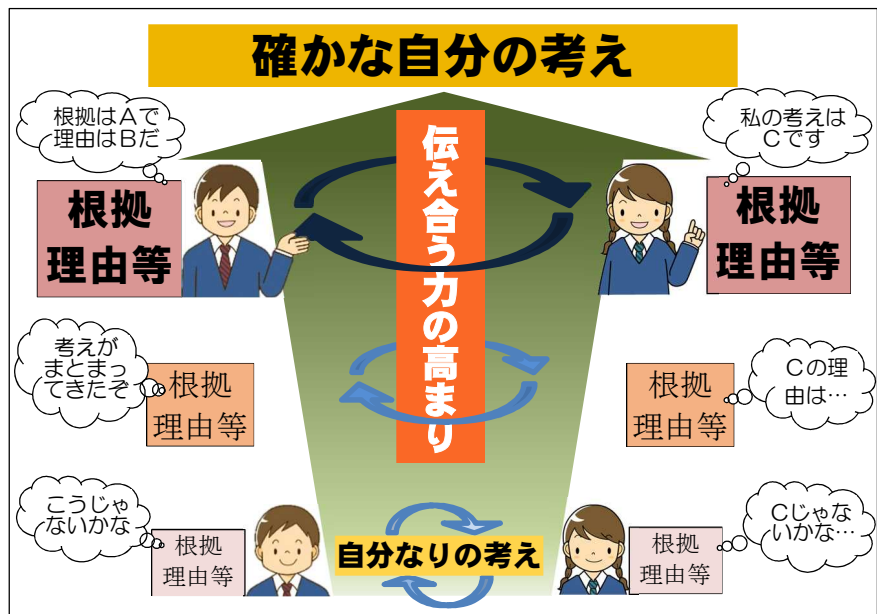 確かな自分の考え
根拠はAで
理由はBだ
私の考えは
Cです
根拠
理由等
伝え合う力の高まり
根拠
理由等
考えが
まとまっ
てきたぞ
根拠
理由等
根拠
理由等
Cの理
由は…
こうじゃ
ないかな
根拠
理由等
自分なりの考え
根拠
理由等
Cじゃな
いかな…